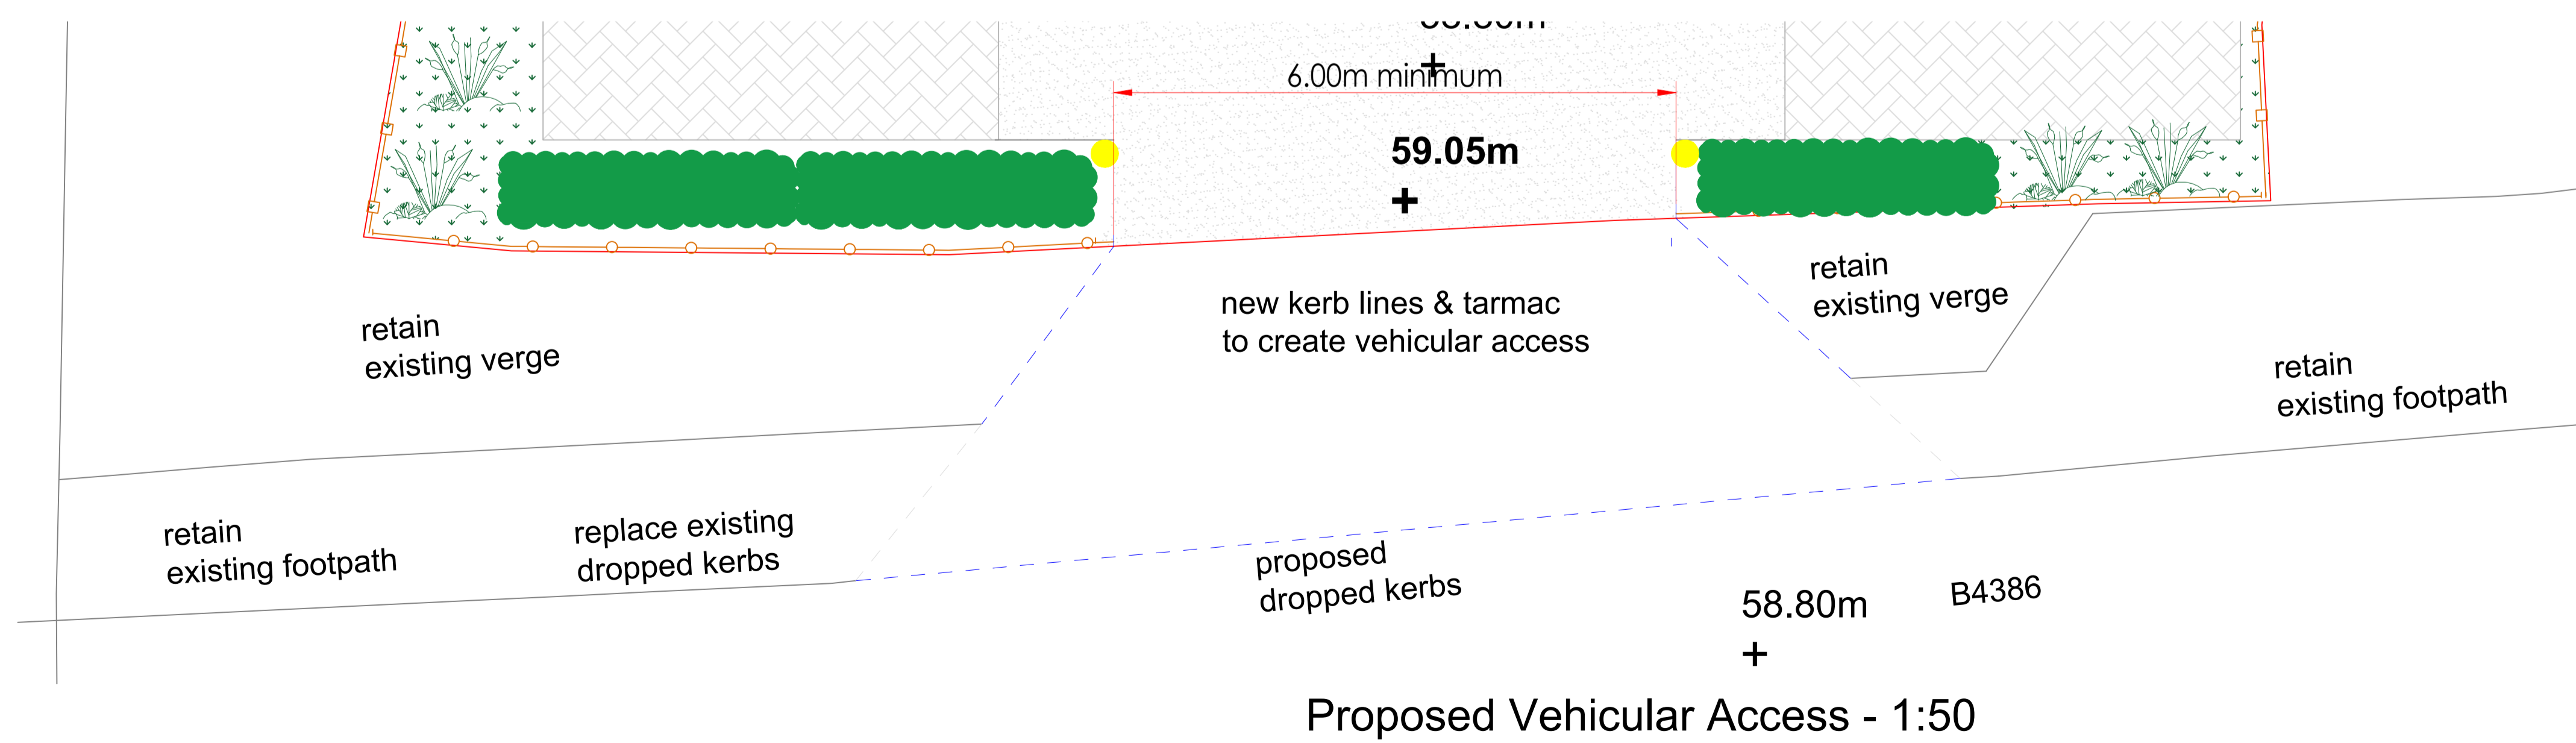 6.00m minimum
59.05m
new kerb lines & tarmac
to create vehicular access
retain
existing verge
retain
existing verge
retain
existing footpath
retain
existing footpath
replace existing
dropped kerbs
proposed
dropped kerbs
58.80m
B4386
Proposed Vehicular Access - 1:50